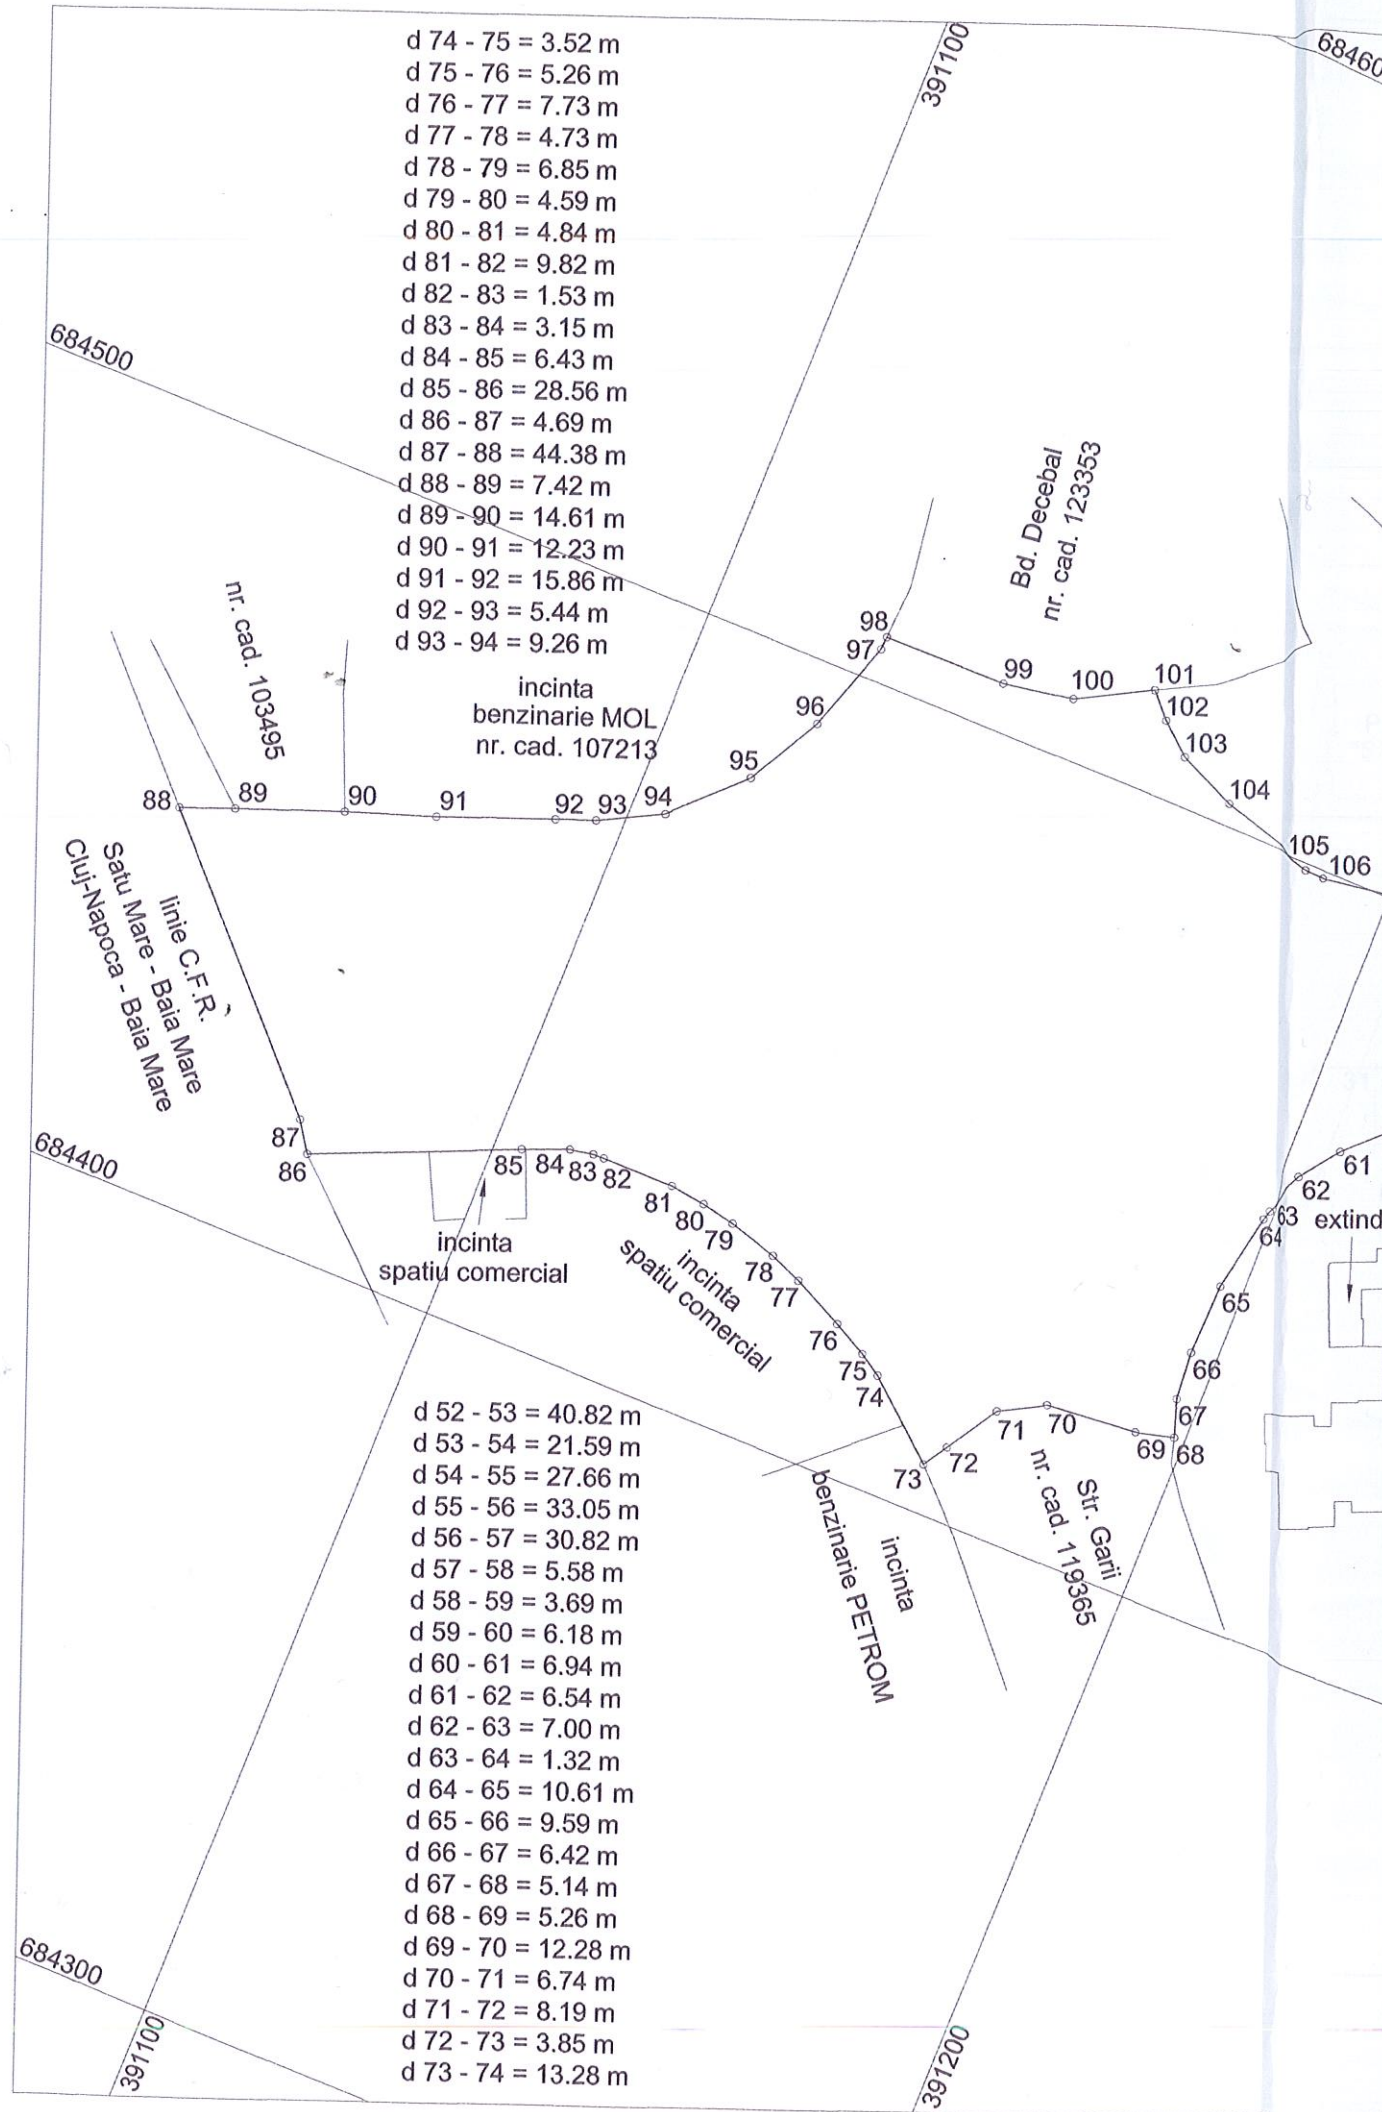 d 74 - 75 = 3.52 m
d 75 - 76 = 5.26 m
d 76 - 77 = 7.73 m
d 77 - 78 = 4.73 m
d 78 - 79 = 6.85 m
d 79 - 80 = 4.59 m
d 80 - 81 = 4.84 m
d 81 - 82 = 9.82 m
d 82 - 83 = 1.53 m
d 83 - 84 = 3.15 m
d 84 - 85 = 6.43 m
d 85 - 86 = 28.56 m
d 86 - 87 = 4.69 m
d 87 - 88 = 44.38 m
d 88 - 89 = 7.42 m
d 89 - 90 = 14.61 m
d 90 - 91 = 12.23 m
d 91 - 92 = 15.86 m
d 92 - 93 = 5.44 m
d 93 - 94 = 9.26 m
391100
68460
684500
Bd. Decebal
nr. cad. 123353
nr. cad. 103495
incinta
benzinarie MOL
nr. cad. 107213
98
97
99
100
101
102
96
103
95
104
88
89
90
91
92
93
94
105
106
linie C.F.R.
Satu Mare - Baia Mare
Cluj-Napoca - Baia Mare
684400
87
86
85
84
83
82
81
80
79
78
77
76
75
74
61
62
63
64
extind
65
66
67
68
69
70
71
72
73
incinta
spatiu comercial
incinta
spatiu comercial
incinta
benzinarie PETROM
Str. Garii
nr. cad. 119365
d 52 - 53 = 40.82 m
d 53 - 54 = 21.59 m
d 54 - 55 = 27.66 m
d 55 - 56 = 33.05 m
d 56 - 57 = 30.82 m
d 57 - 58 = 5.58 m
d 58 - 59 = 3.69 m
d 59 - 60 = 6.18 m
d 60 - 61 = 6.94 m
d 61 - 62 = 6.54 m
d 62 - 63 = 7.00 m
d 63 - 64 = 1.32 m
d 64 - 65 = 10.61 m
d 65 - 66 = 9.59 m
d 66 - 67 = 6.42 m
d 67 - 68 = 5.14 m
d 68 - 69 = 5.26 m
d 69 - 70 = 12.28 m
d 70 - 71 = 6.74 m
d 71 - 72 = 8.19 m
d 72 - 73 = 3.85 m
d 73 - 74 = 13.28 m
684300
391100
391200